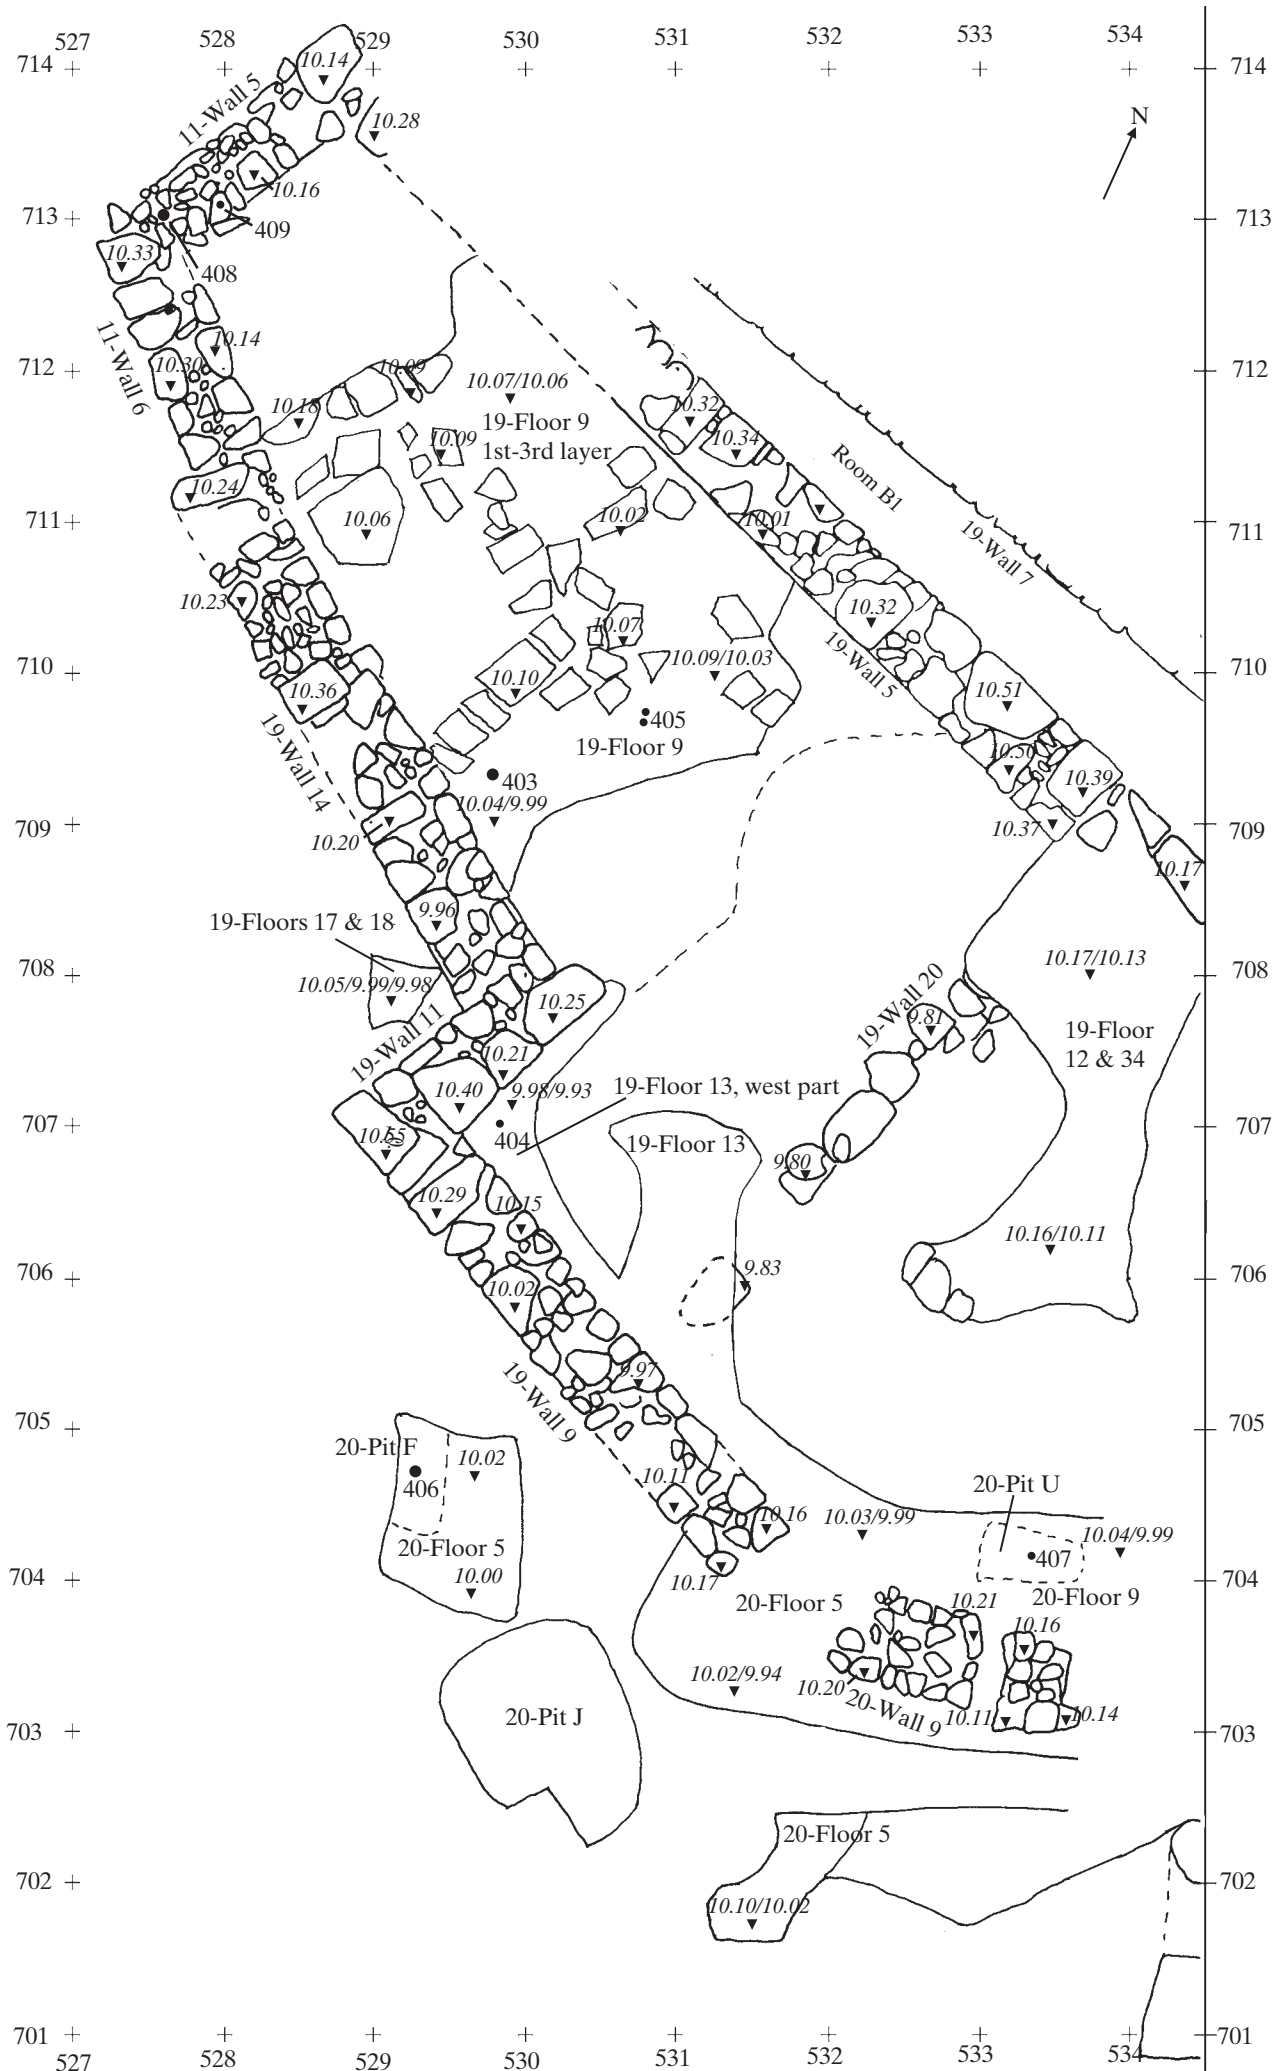 527 528 529 530 531 532 533 534
714 714
10.14
11-Wall 5
10.28
N
10.16
713 713
409
10.33
408
11-Wall 6
10.14
712 712
10.30
10.09
10.07/10.06
10.32
10.18
19-Floor 9
1st-3rd layer
10.09
10.34
Room B1
10.24
711 711
10.06
10.02
10.01
19-Wall 7
10.23
10.07
10.32
19-Wall 5
710 710
10.09/10.03
10.36
10.10
10.51
405
19-Floor 9
19-Wall 14
10.50
403
10.39
10.04/9.99
709 709
10.20
10.37
10.17
9.96
19-Floors 17 & 18
708 708
10.17/10.13
10.05/9.99/9.98
10.25
19-Wall 20
9.81
19-Wall 11
19-Floor
12 & 34
10.21
10.40
9.98/9.93
19-Floor 13, west part
707 707
10.55
404
19-Floor 13
9.80
10.29
10.15
10.16/10.11
706 706
9.83
10.02
9.97
19-Wall 9
705 705
20-Pit F
10.02
406
10.11
20-Pit U
10.16
10.03/9.99
10.04/9.99
20-Floor 5
407
704 704
10.00
10.17
20-Floor 5
10.21
20-Floor 9
10.16
10.02/9.94
10.20
20-Wall 9
10.11
10.14
20-Pit J
703 703
20-Floor 5
702 702
10.10/10.02
701 701
527 528 529 530 531 532 533 534